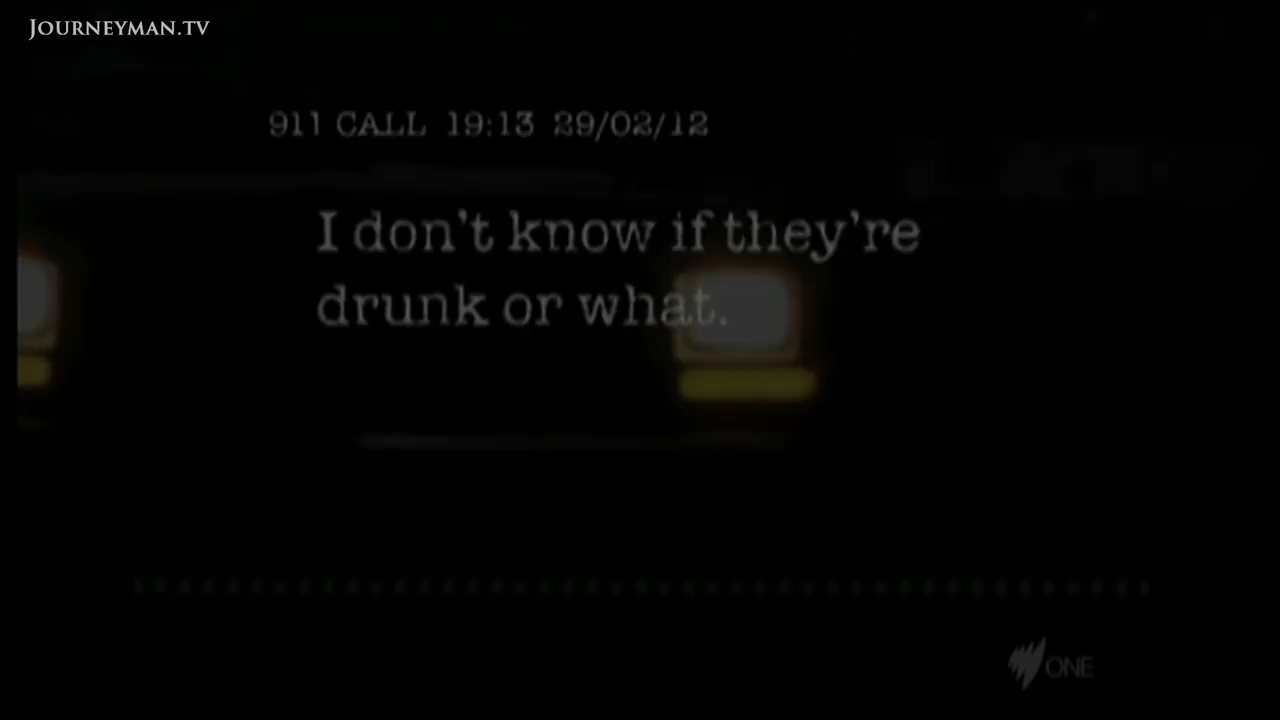 JOURNEYMAN.TV
911 CALL 19:13 29/02/12
I don't know if they're
drunk or what.
ONE